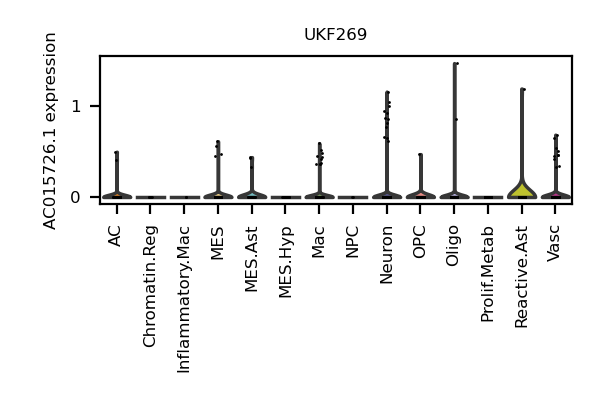 UKF269
AC015726.1 expression
1
0
AC
Chromatin.Reg
Inflammatory.Mac
MES
MES.Ast
MES.Hyp
Mac
NPC
Neuron
OPC
Oligo
Prolif.Metab
Reactive.Ast
Vasc